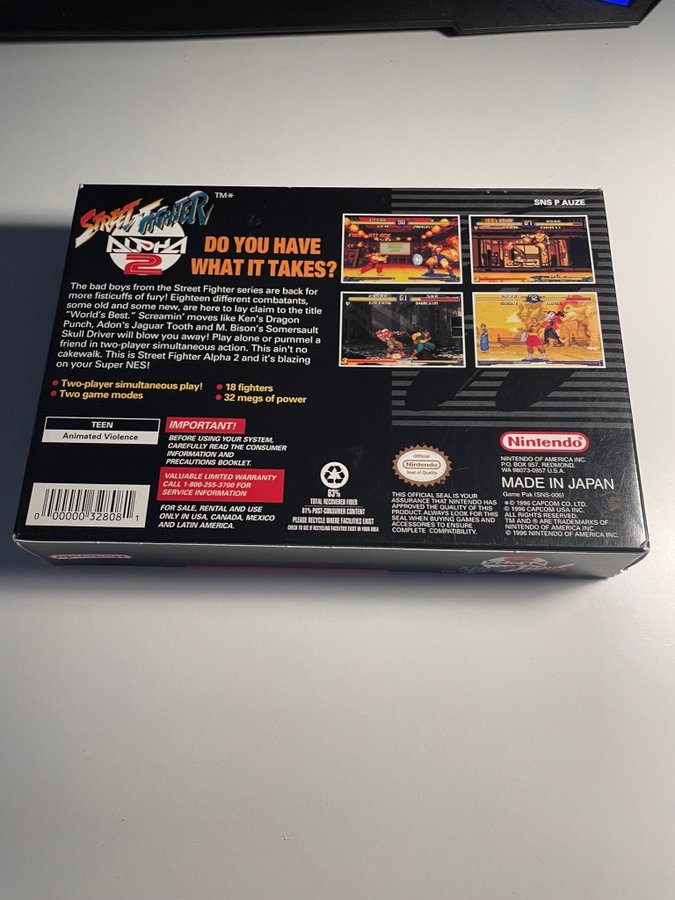 STREET FIGHTER TM*
ALPHA
2
DO YOU HAVE
WHAT IT TAKES?
The bad boys from the Street Fighter series are back for
more fisticuffs of fury! Eighteen different combatants,
some old and some new, are here to lay claim to the title
"World's Best." Screamin' moves like Ken's Dragon
Punch, Adon's Jaguar Tooth and M. Bison's Somersault
Skull Driver will blow you away! Play alone or pummel a
friend in two-player simultaneous action. This ain't no
cakewalk. This is Street Fighter Alpha 2 and it's blazing
on your Super NES!
• Two-player simultaneous play!
• Two game modes
• 18 fighters
• 32 megs of power
SNS P AUZE
TEEN
Animated Violence
IMPORTANT!
BEFORE USING YOUR SYSTEM,
CAREFULLY READ THE CONSUMER
INFORMATION AND
PRECAUTIONS BOOKLET.
VALUABLE LIMITED WARRANTY
CALL 1-800-255-3700 FOR
SERVICE INFORMATION
FOR SALE, RENTAL AND USE
ONLY IN USA, CANADA, MEXICO
AND LATIN AMERICA.
0 00000 32808 1
83%
TOTAL RECOVERED FIBER
81% POST-CONSUMER CONTENT
PLEASE RECYCLE WHERE FACILITIES EXIST
CHECK TO SEE IF RECYCLING FACILITIES EXIST IN YOUR AREA
Official
Nintendo
Seal of Quality
THIS OFFICIAL SEAL IS YOUR
ASSURANCE THAT NINTENDO HAS
APPROVED THE QUALITY OF THIS
PRODUCT. ALWAYS LOOK FOR THIS
SEAL WHEN BUYING GAMES AND
ACCESSORIES TO ENSURE
COMPLETE COMPATIBILITY.
Nintendo®
NINTENDO OF AMERICA INC.
P.O. BOX 957, REDMOND,
WA 98073-0957 U.S.A.
MADE IN JAPAN
Game Pak (SNS-006)
*© 1996 CAPCOM CO., LTD.
© 1996 CAPCOM USA INC.
ALL RIGHTS RESERVED.
TM AND ® ARE TRADEMARKS OF
NINTENDO OF AMERICA INC.
© 1996 NINTENDO OF AMERICA INC.